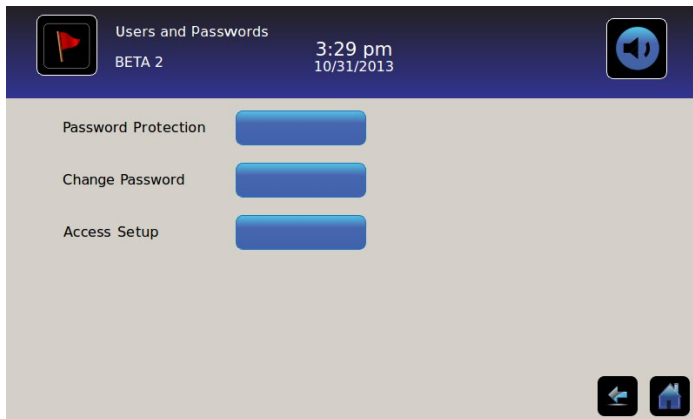 Users and Passwords
BETA 2
3:29 pm
10/31/2013
Password Protection
Change Password
Access Setup